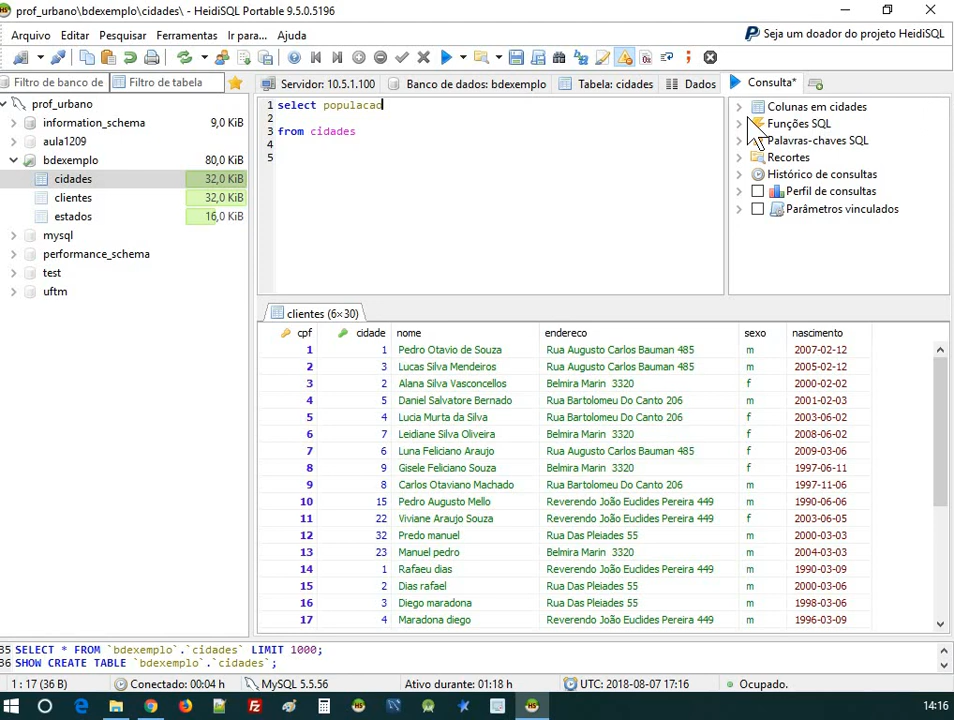 prof_urbano\bdexemplo\cidades\ - HeidiSQL Portable 9.5.0.5196
Arquivo Editar Pesquisar Ferramentas Ir para... Ajuda
Seja um doador do projeto HeidiSQL
Filtro de banco de Filtro de tabela
Servidor: 10.5.1.100 Banco de dados: bdexemplo Tabela: cidades Dados Consulta*
prof_urbano
information_schema 9,0 KiB
aula1209
bdexemplo 80,0 KiB
cidades 32,0 KiB
clientes 32,0 KiB
estados 16,0 KiB
mysql
performance_schema
test
uftm
1 select populacao
2
3 from cidades
4
5
Colunas em cidades
Funções SQL
Palavras-chaves SQL
Recortes
Histórico de consultas
Perfil de consultas
Parâmetros vinculados
clientes (6×30)
cpf cidade nome endereco sexo nascimento
1 1 Pedro Otavio de Souza Rua Augusto Carlos Bauman 485 m 2007-02-12
2 3 Lucas Silva Mendeiros Rua Augusto Carlos Bauman 485 m 2005-02-12
3 2 Alana Silva Vasconcellos Belmira Marin 3320 f 2000-02-02
4 5 Daniel Salvatore Bernado Rua Bartolomeu Do Canto 206 m 2001-02-03
5 4 Lucia Murta da Silva Rua Bartolomeu Do Canto 206 f 2003-06-02
6 7 Leidiane Silva Oliveira Belmira Marin 3320 f 2008-06-02
7 6 Luna Feliciano Araujo Rua Augusto Carlos Bauman 485 f 2009-03-06
8 9 Gisele Feliciano Souza Belmira Marin 3320 f 1997-06-11
9 8 Carlos Otaviano Machado Rua Bartolomeu Do Canto 206 m 1997-11-06
10 15 Pedro Augusto Mello Reverendo João Euclides Pereira 449 m 1990-06-06
11 22 Viviane Araujo Souza Reverendo João Euclides Pereira 449 f 2003-06-05
12 32 Predo manuel Rua Das Pleiades 55 m 2000-03-03
13 23 Manuel pedro Belmira Marin 3320 m 2004-03-03
14 1 Rafaeu dias Reverendo João Euclides Pereira 449 m 1990-03-09
15 2 Dias rafael Rua Das Pleiades 55 m 2000-03-06
16 3 Diego maradona Rua Das Pleiades 55 m 1998-03-06
17 4 Maradona diego Reverendo João Euclides Pereira 449 m 1996-03-09
35 SELECT * FROM `bdexemplo`.`cidades` LIMIT 1000;
36 SHOW CREATE TABLE `bdexemplo`.`cidades`;
1 : 17 (36 B) Conectado: 00:04 h MySQL 5.5.56 Ativo durante: 01:18 h UTC: 2018-08-07 17:16 Ocupado.
14:16